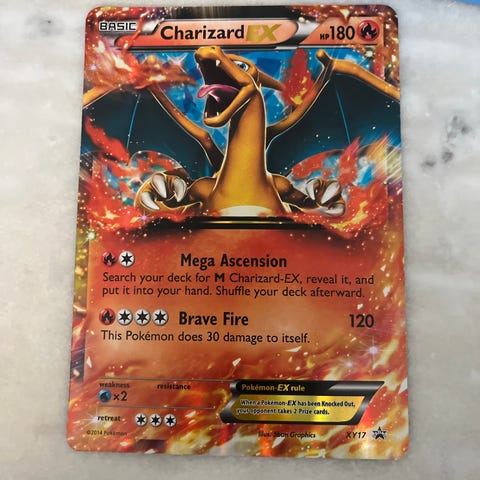 BASIC
Charizard EX
HP180
Mega Ascension
Search your deck for M Charizard-EX, reveal it, and
put it into your hand. Shuffle your deck afterward.
Brave Fire 120
This Pokémon does 30 damage to itself.
weakness resistance
×2
retreat
Pokémon-EX rule
When a Pokémon-EX has been Knocked Out,
your opponent takes 2 Prize cards.
©2014 Pokémon
Illus. 5ban Graphics
XY17